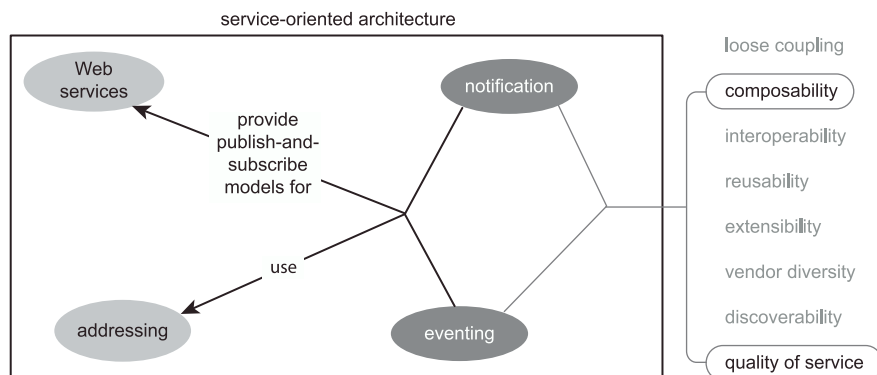 service-oriented architecture
Web
services
notification
provide
publish-and-
subscribe
models for
use
addressing
eventing
loose coupling
composability
interoperability
reusability
extensibility
vendor diversity
discoverability
quality of service